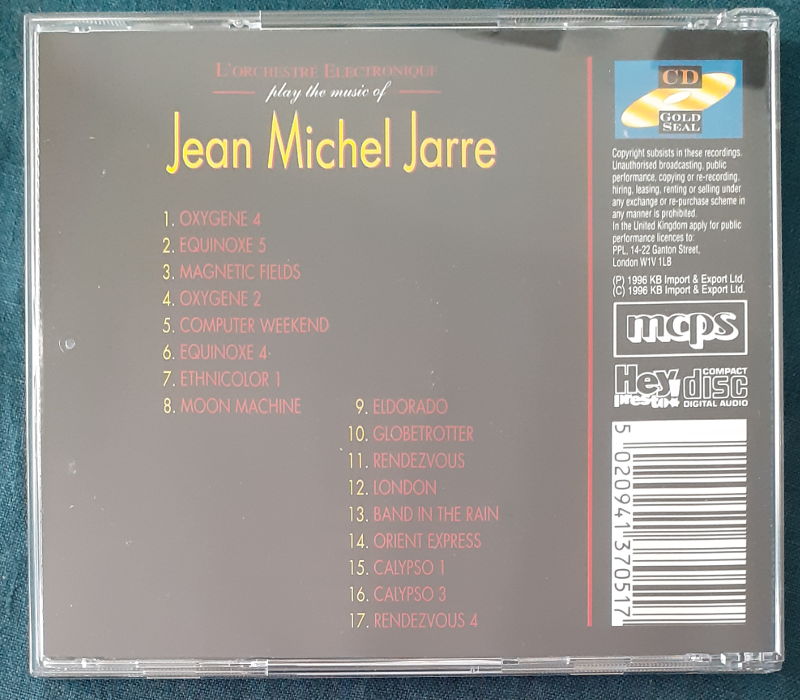 L'ORCHESTRE ELECTRONIQUE
play the music of
Jean Michel Jarre
1. OXYGENE 4
2. EQUINOXE 5
3. MAGNETIC FIELDS
4. OXYGENE 2
5. COMPUTER WEEKEND
6. EQUINOXE 4
7. ETHNICOLOR 1
8. MOON MACHINE
9. ELDORADO
10. GLOBETROTTER
11. RENDEZVOUS
12. LONDON
13. BAND IN THE RAIN
14. ORIENT EXPRESS
15. CALYPSO 1
16. CALYPSO 3
17. RENDEZVOUS 4
CD
GOLD
SEAL
Copyright subsists in these recordings.
Unauthorised broadcasting, public
performance, copying or re-recording,
hiring, leasing, renting or selling under
any exchange or re-purchase scheme in
any manner is prohibited.
In the United Kingdom apply for public
performance licences to:
PPL, 14-22 Ganton Street,
London W1V 1LB
(P) 1996 KB Import & Export Ltd.
(C) 1996 KB Import & Export Ltd.
mcps
Hey
presto!
COMPACT
disc
DIGITAL AUDIO
5 020941 370517